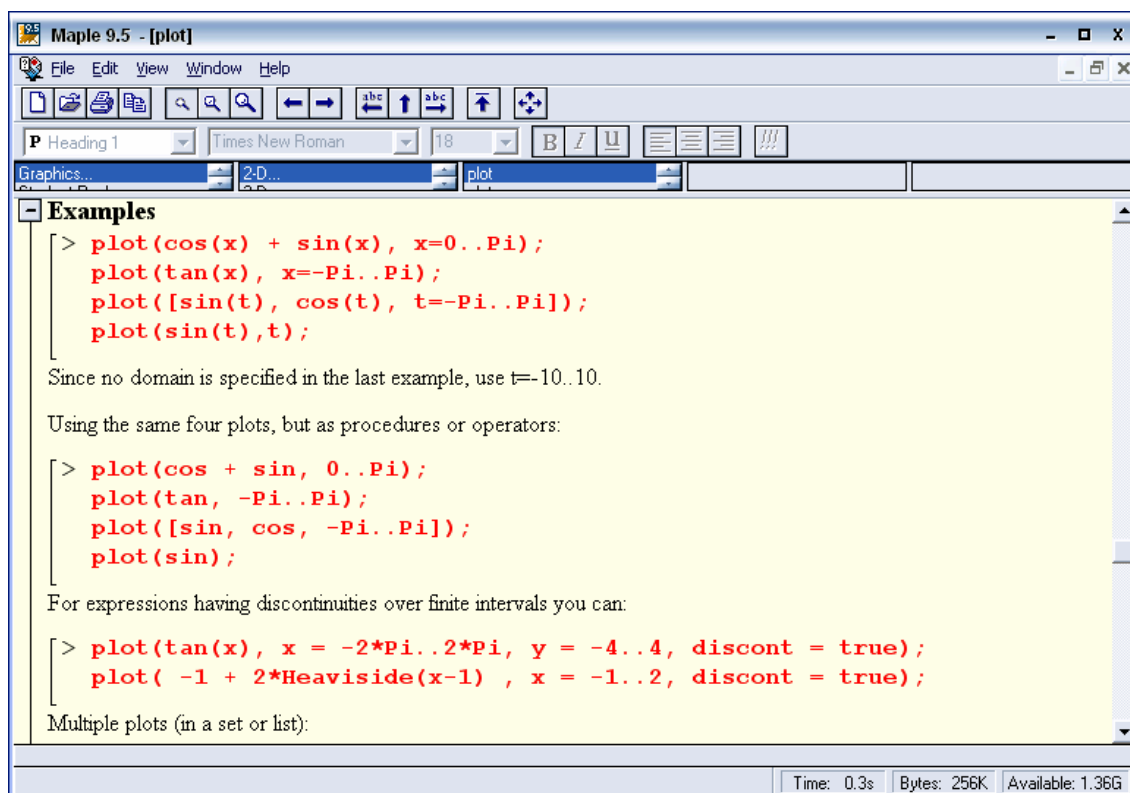 Maple 9.5 - [plot]
File Edit View Window Help
P Heading 1 Times New Roman 18 B I U
Graphics... 2-D... plot
Examples
> plot(cos(x) + sin(x), x=0..Pi);
plot(tan(x), x=-Pi..Pi);
plot([sin(t), cos(t), t=-Pi..Pi]);
plot(sin(t),t);
Since no domain is specified in the last example, use t=-10..10.
Using the same four plots, but as procedures or operators:
> plot(cos + sin, 0..Pi);
plot(tan, -Pi..Pi);
plot([sin, cos, -Pi..Pi]);
plot(sin);
For expressions having discontinuities over finite intervals you can:
> plot(tan(x), x = -2*Pi..2*Pi, y = -4..4, discont = true);
plot( -1 + 2*Heaviside(x-1) , x = -1..2, discont = true);
Multiple plots (in a set or list):
Time: 0.3s Bytes: 256K Available: 1.36G